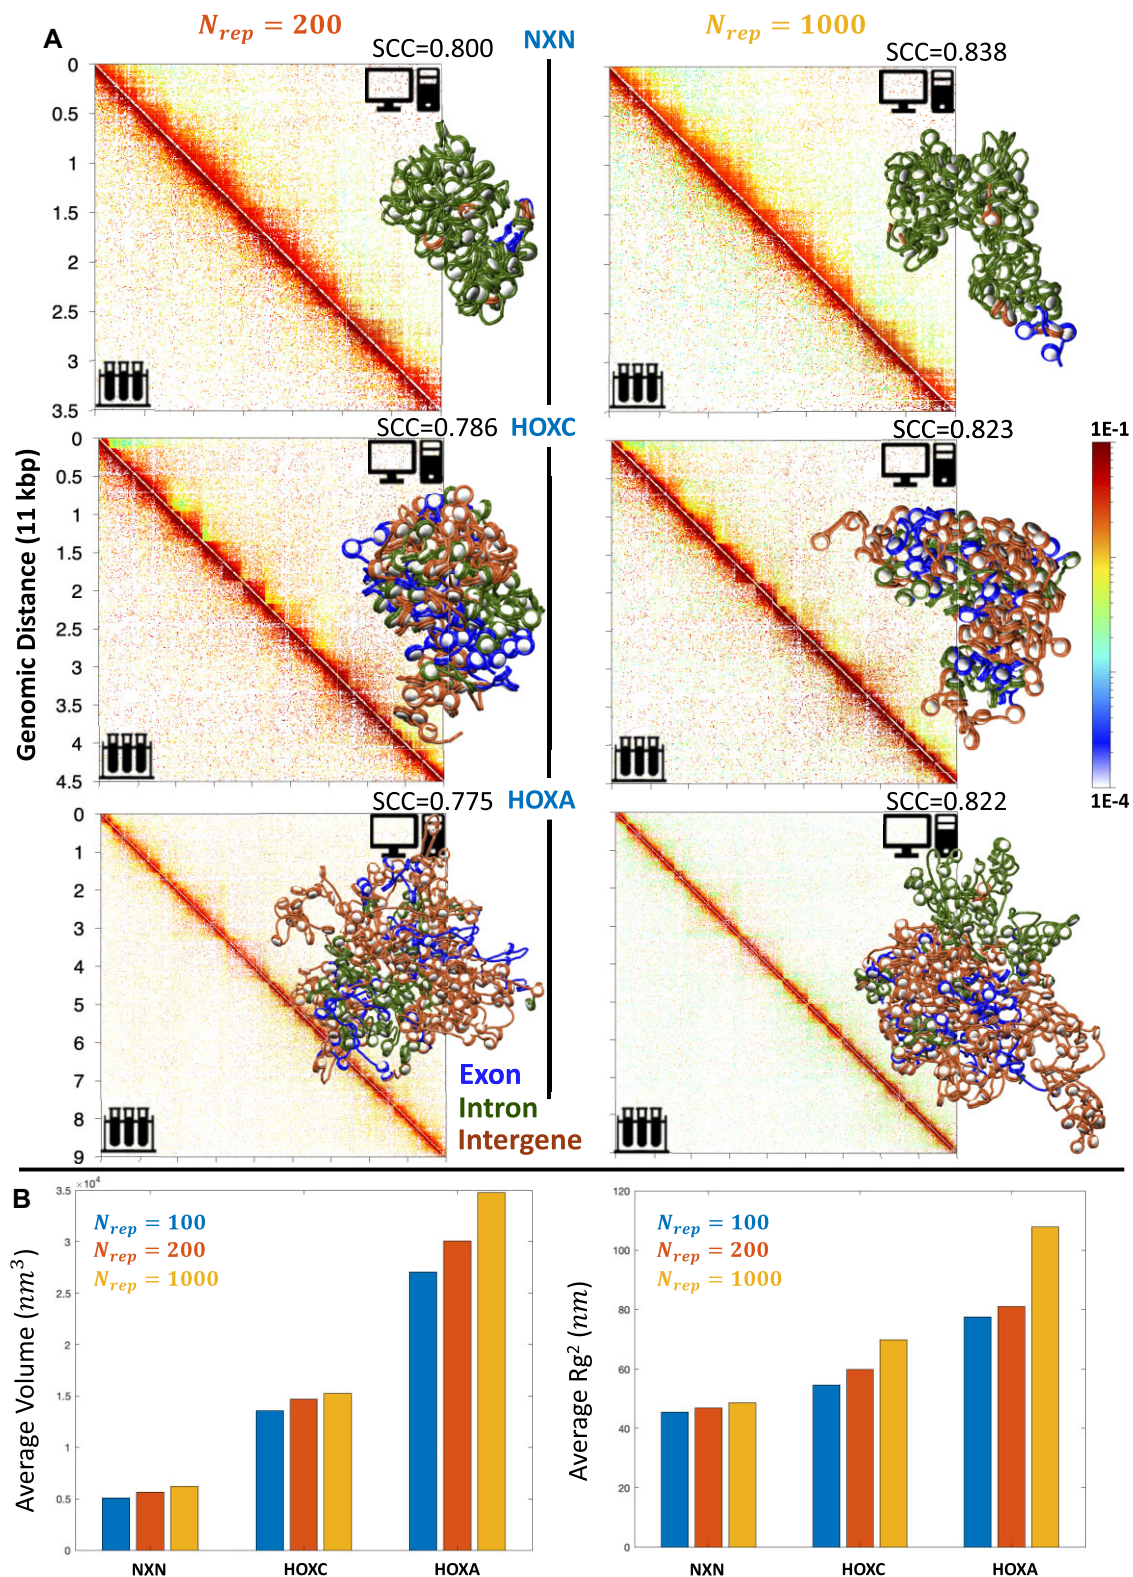 A
N_rep = 200
N_rep = 1000
SCC=0.800
NXN
SCC=0.838
0
0.5
1
1.5
2
2.5
3
3.5
SCC=0.786
HOXC
SCC=0.823
Genomic Distance (11 kbp)
0
0.5
1
1.5
2
2.5
3
3.5
4
4.5
1E-1
1E-4
SCC=0.775
HOXA
SCC=0.822
0
1
2
3
4
5
6
7
8
9
Exon
Intron
Intergene
B
×10⁴
3.5
3
2.5
2
1.5
1
0.5
0
Average Volume (nm³)
N_rep = 100
N_rep = 200
N_rep = 1000
NXN
HOXC
HOXA
120
100
80
60
40
20
0
Average Rg² (nm)
N_rep = 100
N_rep = 200
N_rep = 1000
NXN
HOXC
HOXA